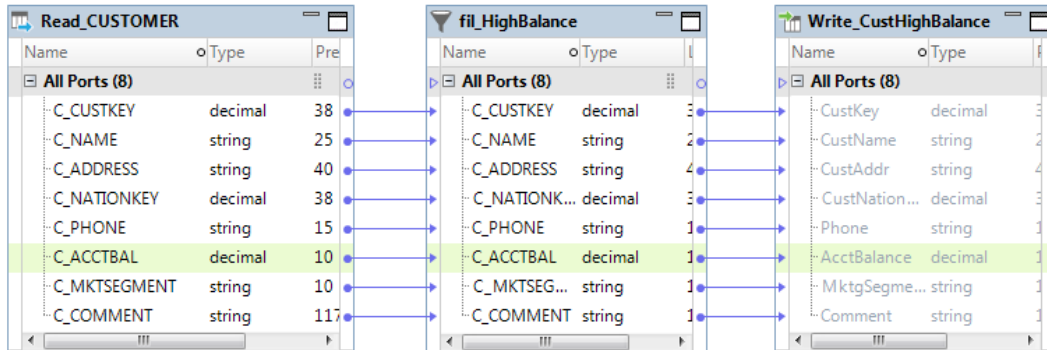 Read_CUSTOMER
Name Type Pre
All Ports (8)
C_CUSTKEY decimal 38
C_NAME string 25
C_ADDRESS string 40
C_NATIONKEY decimal 38
C_PHONE string 15
C_ACCTBAL decimal 10
C_MKTSEGMENT string 10
C_COMMENT string 117
fil_HighBalance
Name Type
All Ports (8)
C_CUSTKEY decimal
C_NAME string
C_ADDRESS string
C_NATIONK... decimal
C_PHONE string
C_ACCTBAL decimal
C_MKTSEG... string
C_COMMENT string
Write_CustHighBalance
Name Type
All Ports (8)
CustKey decimal
CustName string
CustAddr string
CustNation... decimal
Phone string
AcctBalance decimal
MktgSegme... string
Comment string